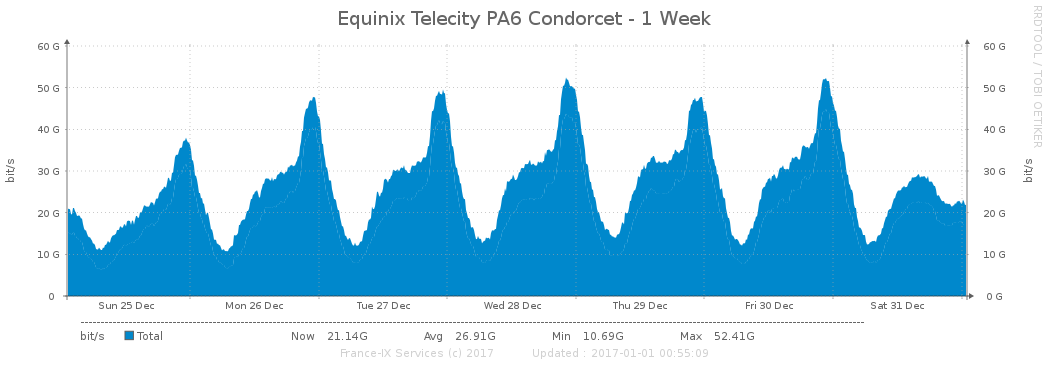 Equinix Telecity PA6 Condorcet - 1 Week
RRDTOOL / TOBI OETIKER
bit/s
60 G 60 G
50 G 50 G
40 G 40 G
30 G 30 G
20 G 20 G
10 G 10 G
0 0 G
bit/s
Sun 25 Dec Mon 26 Dec Tue 27 Dec Wed 28 Dec Thu 29 Dec Fri 30 Dec Sat 31 Dec
bit/s Total Now 21.14G Avg 26.91G Min 10.69G Max 52.41G
France-IX Services (c) 2017 Updated : 2017-01-01 00:55:09